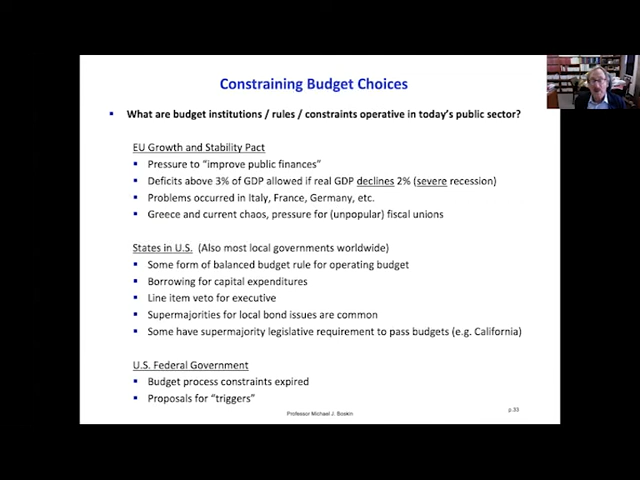 Constraining Budget Choices
▪ What are budget institutions / rules / constraints operative in today's public sector?
EU Growth and Stability Pact
▪ Pressure to "improve public finances"
▪ Deficits above 3% of GDP allowed if real GDP declines 2% (severe recession)
▪ Problems occurred in Italy, France, Germany, etc.
▪ Greece and current chaos, pressure for (unpopular) fiscal unions
States in U.S. (Also most local governments worldwide)
▪ Some form of balanced budget rule for operating budget
▪ Borrowing for capital expenditures
▪ Line item veto for executive
▪ Supermajorities for local bond issues are common
▪ Some have supermajority legislative requirement to pass budgets (e.g. California)
U.S. Federal Government
▪ Budget process constraints expired
▪ Proposals for "triggers"
Professor Michael J. Boskin
p.33